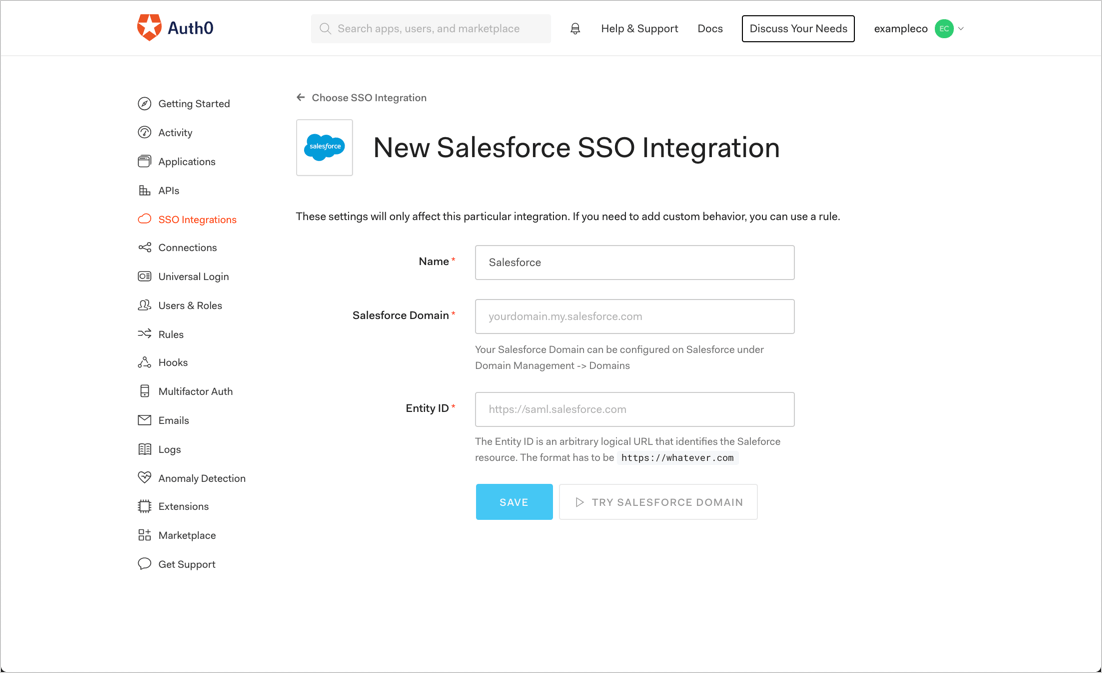 Auth0
Search apps, users, and marketplace
Help & Support
Docs
Discuss Your Needs
exampleco
EC
Getting Started
Activity
Applications
APIs
SSO Integrations
Connections
Universal Login
Users & Roles
Rules
Hooks
Multifactor Auth
Emails
Logs
Anomaly Detection
Extensions
Marketplace
Get Support
← Choose SSO Integration
salesforce
New Salesforce SSO Integration
These settings will only affect this particular integration. If you need to add custom behavior, you can use a rule.
Name *
Salesforce
Salesforce Domain *
yourdomain.my.salesforce.com
Your Salesforce Domain can be configured on Salesforce under
Domain Management -> Domains
Entity ID *
https://saml.salesforce.com
The Entity ID is an arbitrary logical URL that identifies the Saleforce
resource. The format has to be https://whatever.com
SAVE
TRY SALESFORCE DOMAIN